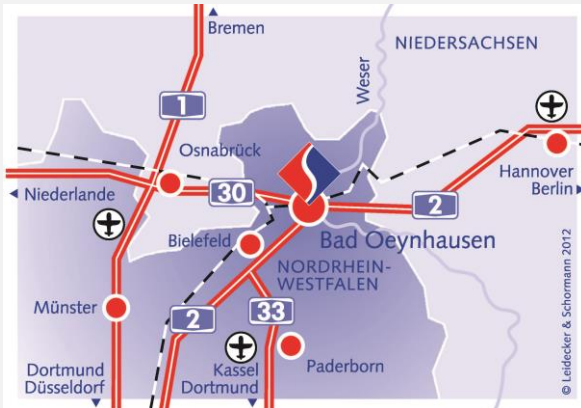 Bremen
NIEDERSACHSEN
Weser
1
Osnabrück
Hannover
Berlin
Niederlande
30
2
Bielefeld
Bad Oeynhausen
NORDRHEIN-
WESTFALEN
Münster
2
33
Dortmund
Düsseldorf
Kassel
Dortmund
Paderborn
© Leidecker & Schormann 2012